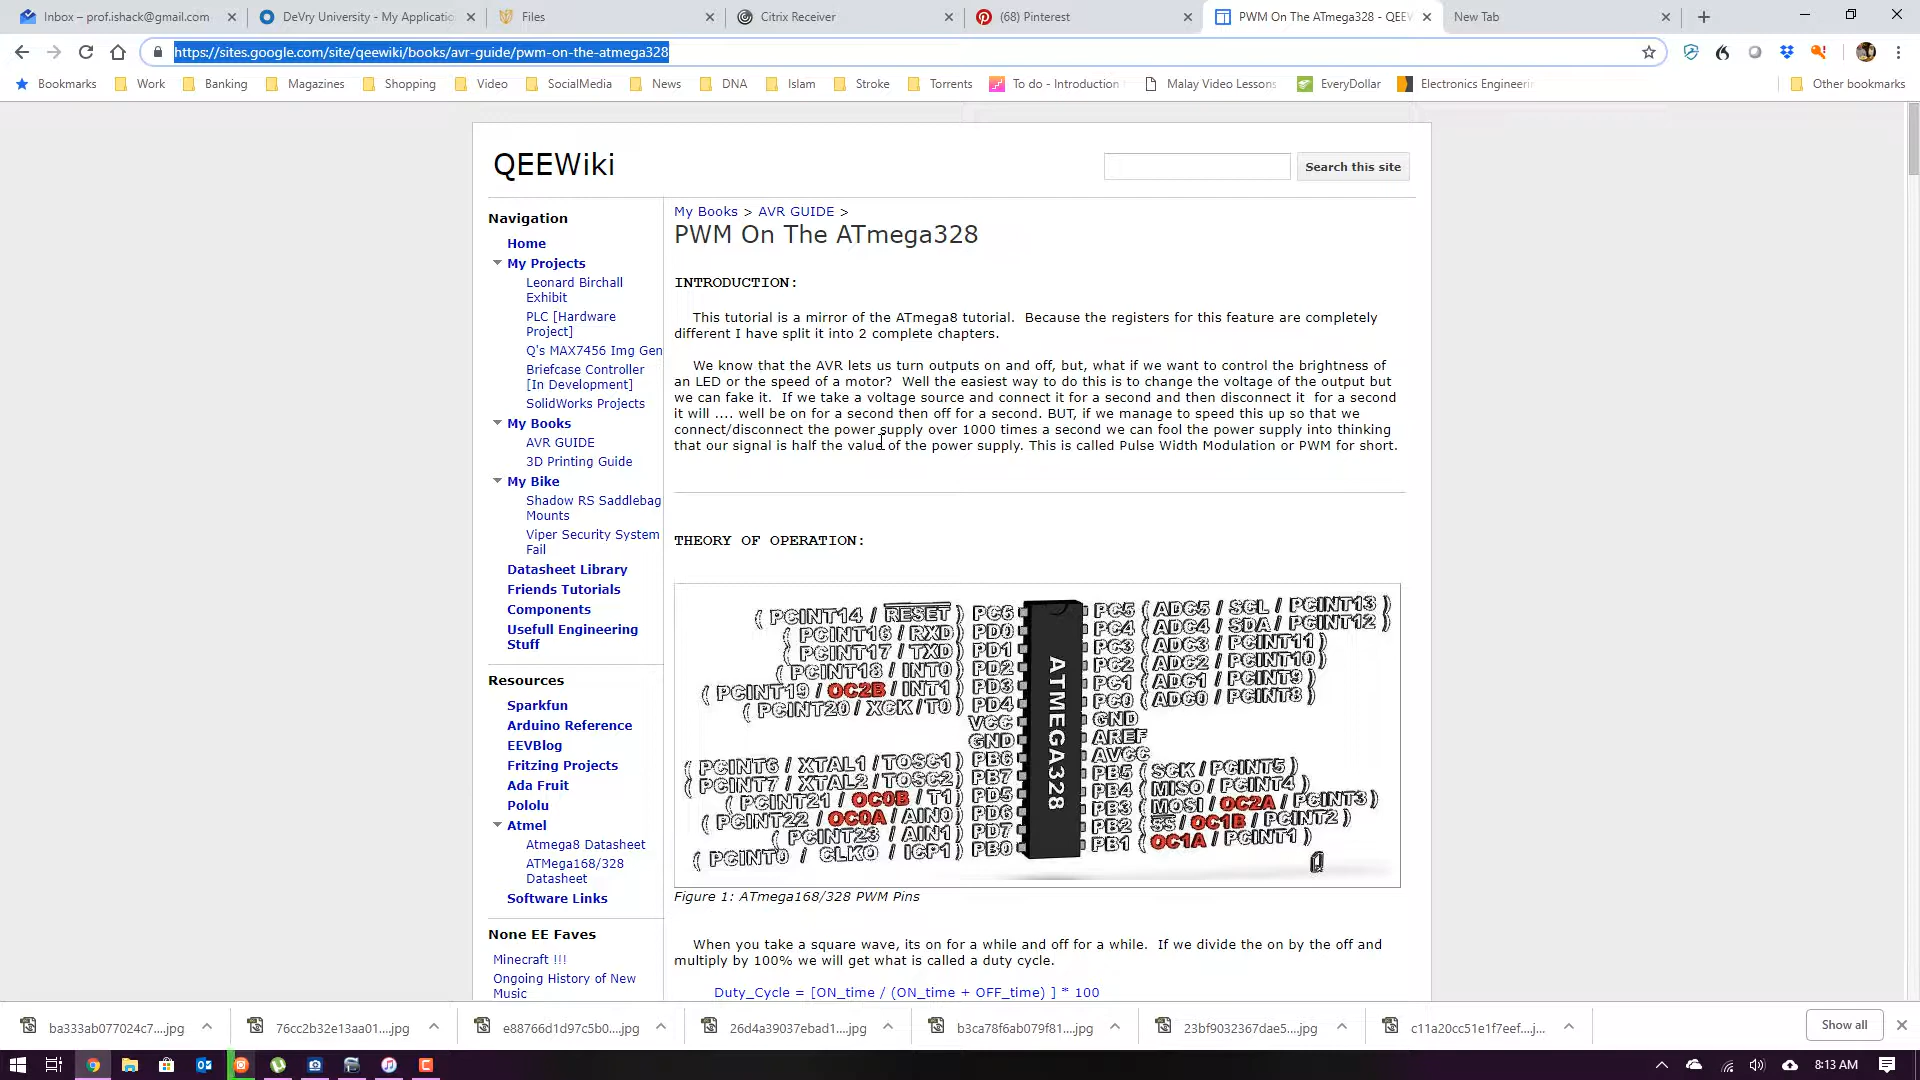 Inbox – prof.ishack@gmail.com
DeVry University - My Applicatio
Files
Citrix Receiver
(68) Pinterest
PWM On The ATmega328 - QEEW
New Tab
https://sites.google.com/site/qeewiki/books/avr-guide/pwm-on-the-atmega328
Bookmarks Work Banking Magazines Shopping Video SocialMedia News DNA Islam Stroke Torrents To do - Introduction Malay Video Lessons EveryDollar Electronics Engineerin Other bookmarks
QEEWiki
Search this site
Navigation
Home
My Projects
Leonard Birchall
Exhibit
PLC [Hardware
Project]
Q's MAX7456 Img Gen
Briefcase Controller
[In Development]
SolidWorks Projects
My Books
AVR GUIDE
3D Printing Guide
My Bike
Shadow RS Saddlebag
Mounts
Viper Security System
Fail
Datasheet Library
Friends Tutorials
Components
Usefull Engineering
Stuff
Resources
Sparkfun
Arduino Reference
EEVBlog
Fritzing Projects
Ada Fruit
Pololu
Atmel
Atmega8 Datasheet
ATMega168/328
Datasheet
Software Links
None EE Faves
Minecraft !!!
Ongoing History of New
Music
My Books > AVR GUIDE >
PWM On The ATmega328
INTRODUCTION:
This tutorial is a mirror of the ATmega8 tutorial.  Because the registers for this feature are completely
different I have split it into 2 complete chapters.
We know that the AVR lets us turn outputs on and off, but, what if we want to control the brightness of
an LED or the speed of a motor?  Well the easiest way to do this is to change the voltage of the output but
we can fake it.  If we take a voltage source and connect it for a second and then disconnect it  for a second
it will .... well be on for a second then off for a second. BUT, if we manage to speed this up so that we
connect/disconnect the power supply over 1000 times a second we can fool the power supply into thinking
that our signal is half the value of the power supply. This is called Pulse Width Modulation or PWM for short.
THEORY OF OPERATION:
( PCINT14 / RESET ) PC6
( PCINT16 / RXD ) PD0
( PCINT17 / TXD ) PD1
( PCINT18 / INT0 ) PD2
( PCINT19 / OC2B / INT1 ) PD3
( PCINT20 / XCK / T0 ) PD4
VCC
GND
( PCINT6 / XTAL1 / TOSC1 ) PB6
( PCINT7 / XTAL2 / TOSC2 ) PB7
( PCINT21 / OC0B / T1 ) PD5
( PCINT22 / OC0A / AIN0 ) PD6
( PCINT23 / AIN1 ) PD7
( PCINT0 / CLKO / ICP1 ) PB0
ATMEGA328
PC5 ( ADC5 / SCL / PCINT13 )
PC4 ( ADC4 / SDA / PCINT12 )
PC3 ( ADC3 / PCINT11 )
PC2 ( ADC2 / PCINT10 )
PC1 ( ADC1 / PCINT9 )
PC0 ( ADC0 / PCINT8 )
GND
AREF
AVCC
PB5 ( SCK / PCINT5 )
PB4 ( MISO / PCINT4 )
PB3 ( MOSI / OC2A / PCINT3 )
PB2 ( SS / OC1B / PCINT2 )
PB1 ( OC1A / PCINT1 )
Figure 1: ATmega168/328 PWM Pins
When you take a square wave, its on for a while and off for a while.  If we divide the on by the off and
multiply by 100% we will get what is called a duty cycle.
Duty_Cycle = [ON_time / (ON_time + OFF_time) ] * 100
ba333ab077024c7....jpg
76cc2b32e13aa01....jpg
e88766d1d97c5b0....jpg
26d4a39037ebad1....jpg
b3ca78f6ab079f81....jpg
23bf9032367dae5....jpg
c11a20cc51e1f7eef....j...
Show all
8:13 AM